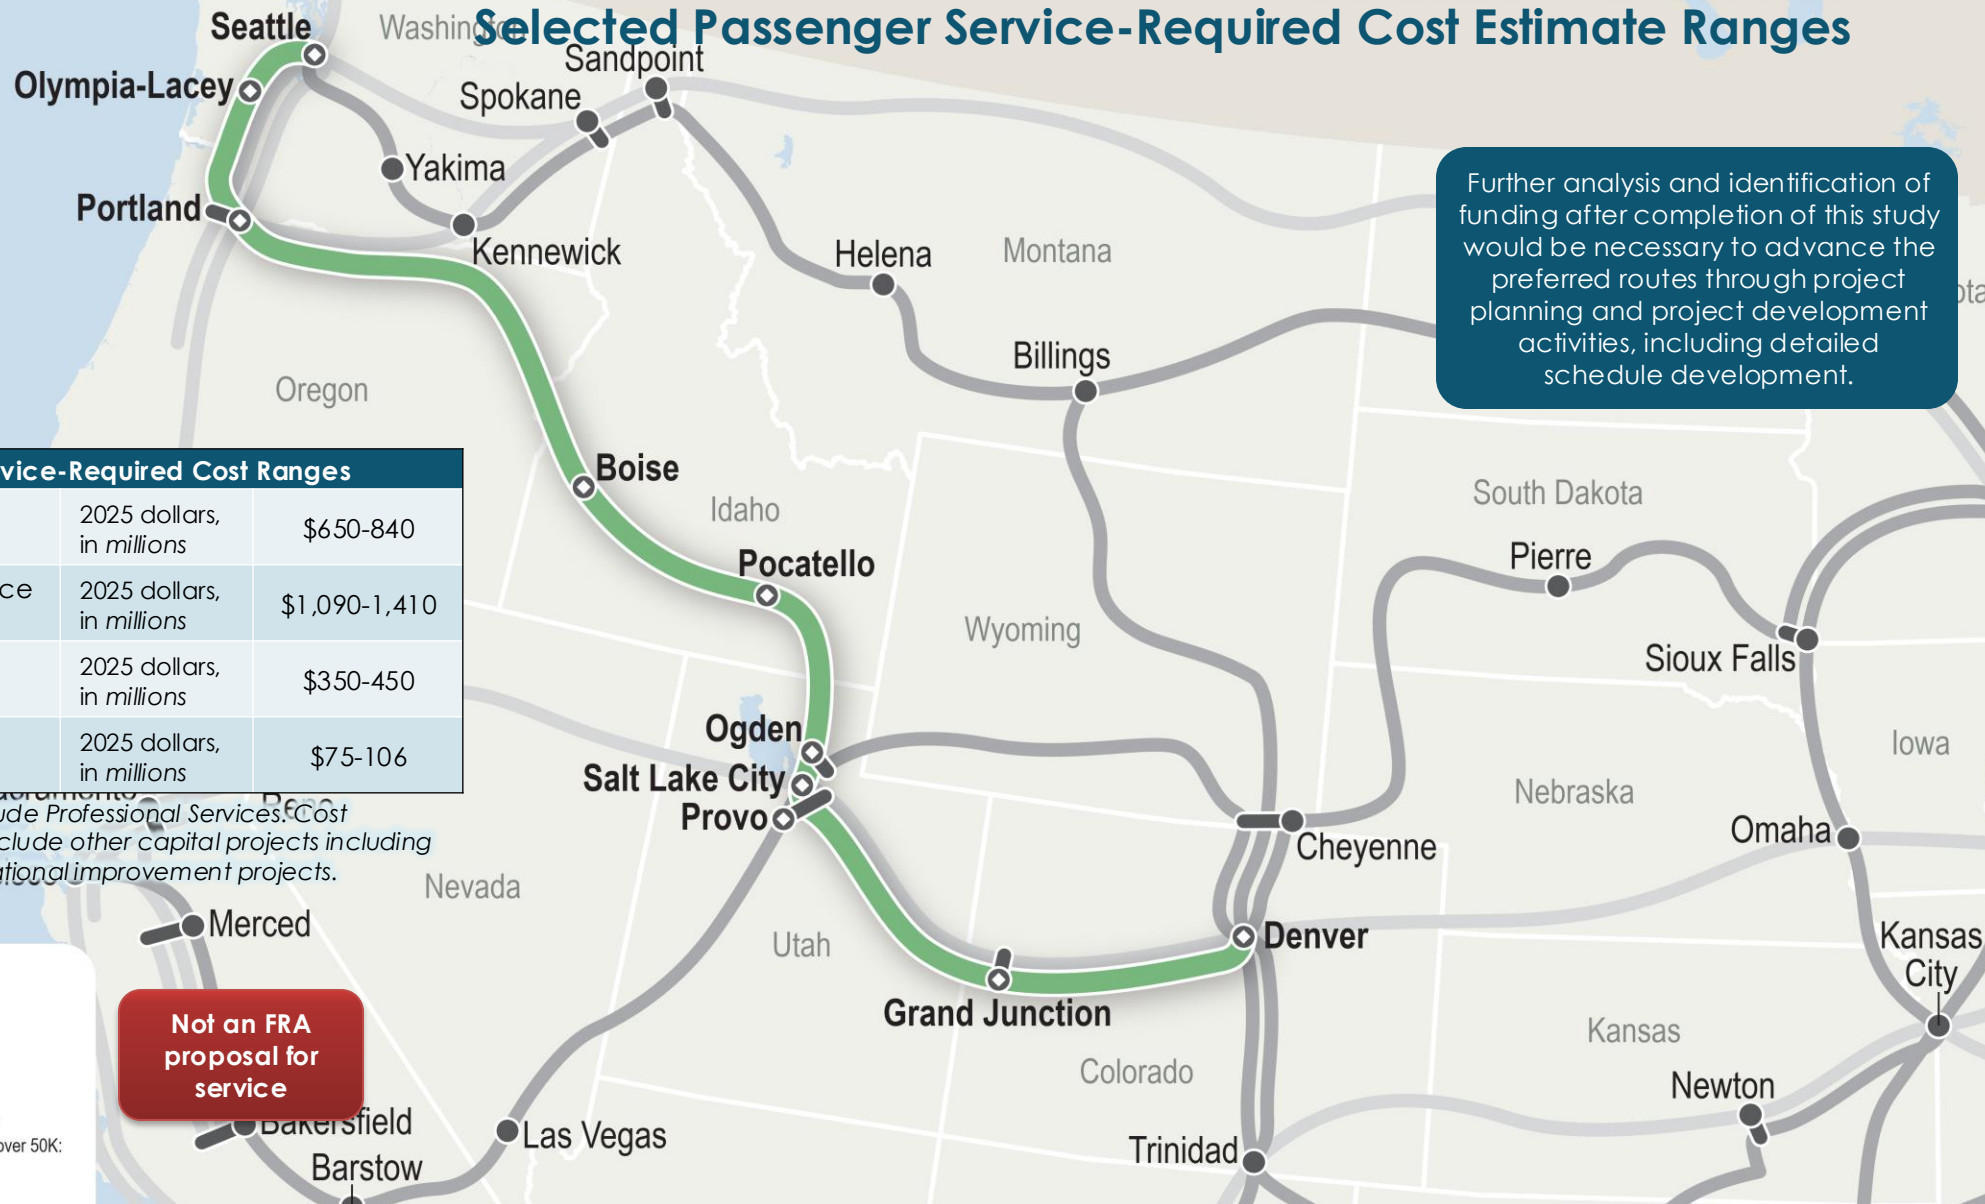 Selected Passenger Service-Required Cost Estimate Ranges
Seattle
Washington
Sandpoint
Olympia-Lacey
Spokane
Yakima
Portland
Kennewick
Helena
Montana
Further analysis and identification of
funding after completion of this study
would be necessary to advance the
preferred routes through project
planning and project development
activities, including detailed
schedule development.
ota
Billings
Oregon
Boise
Idaho
South Dakota
Pocatello
Pierre
Wyoming
Sioux Falls
vice-Required Cost Ranges
2025 dollars,
in millions
$650-840
ce
2025 dollars,
in millions
$1,090-1,410
2025 dollars,
in millions
$350-450
2025 dollars,
in millions
$75-106
Reno
ude Professional Services. Cost
clude other capital projects including
ational improvement projects.
Ogden
Salt Lake City
Provo
Iowa
Nebraska
Omaha
Cheyenne
Nevada
Merced
Utah
Denver
Kansas
City
Grand Junction
Not an FRA
proposal for
service
Colorado
Kansas
Newton
over 50K:
Bakersfield
Las Vegas
Barstow
Trinidad